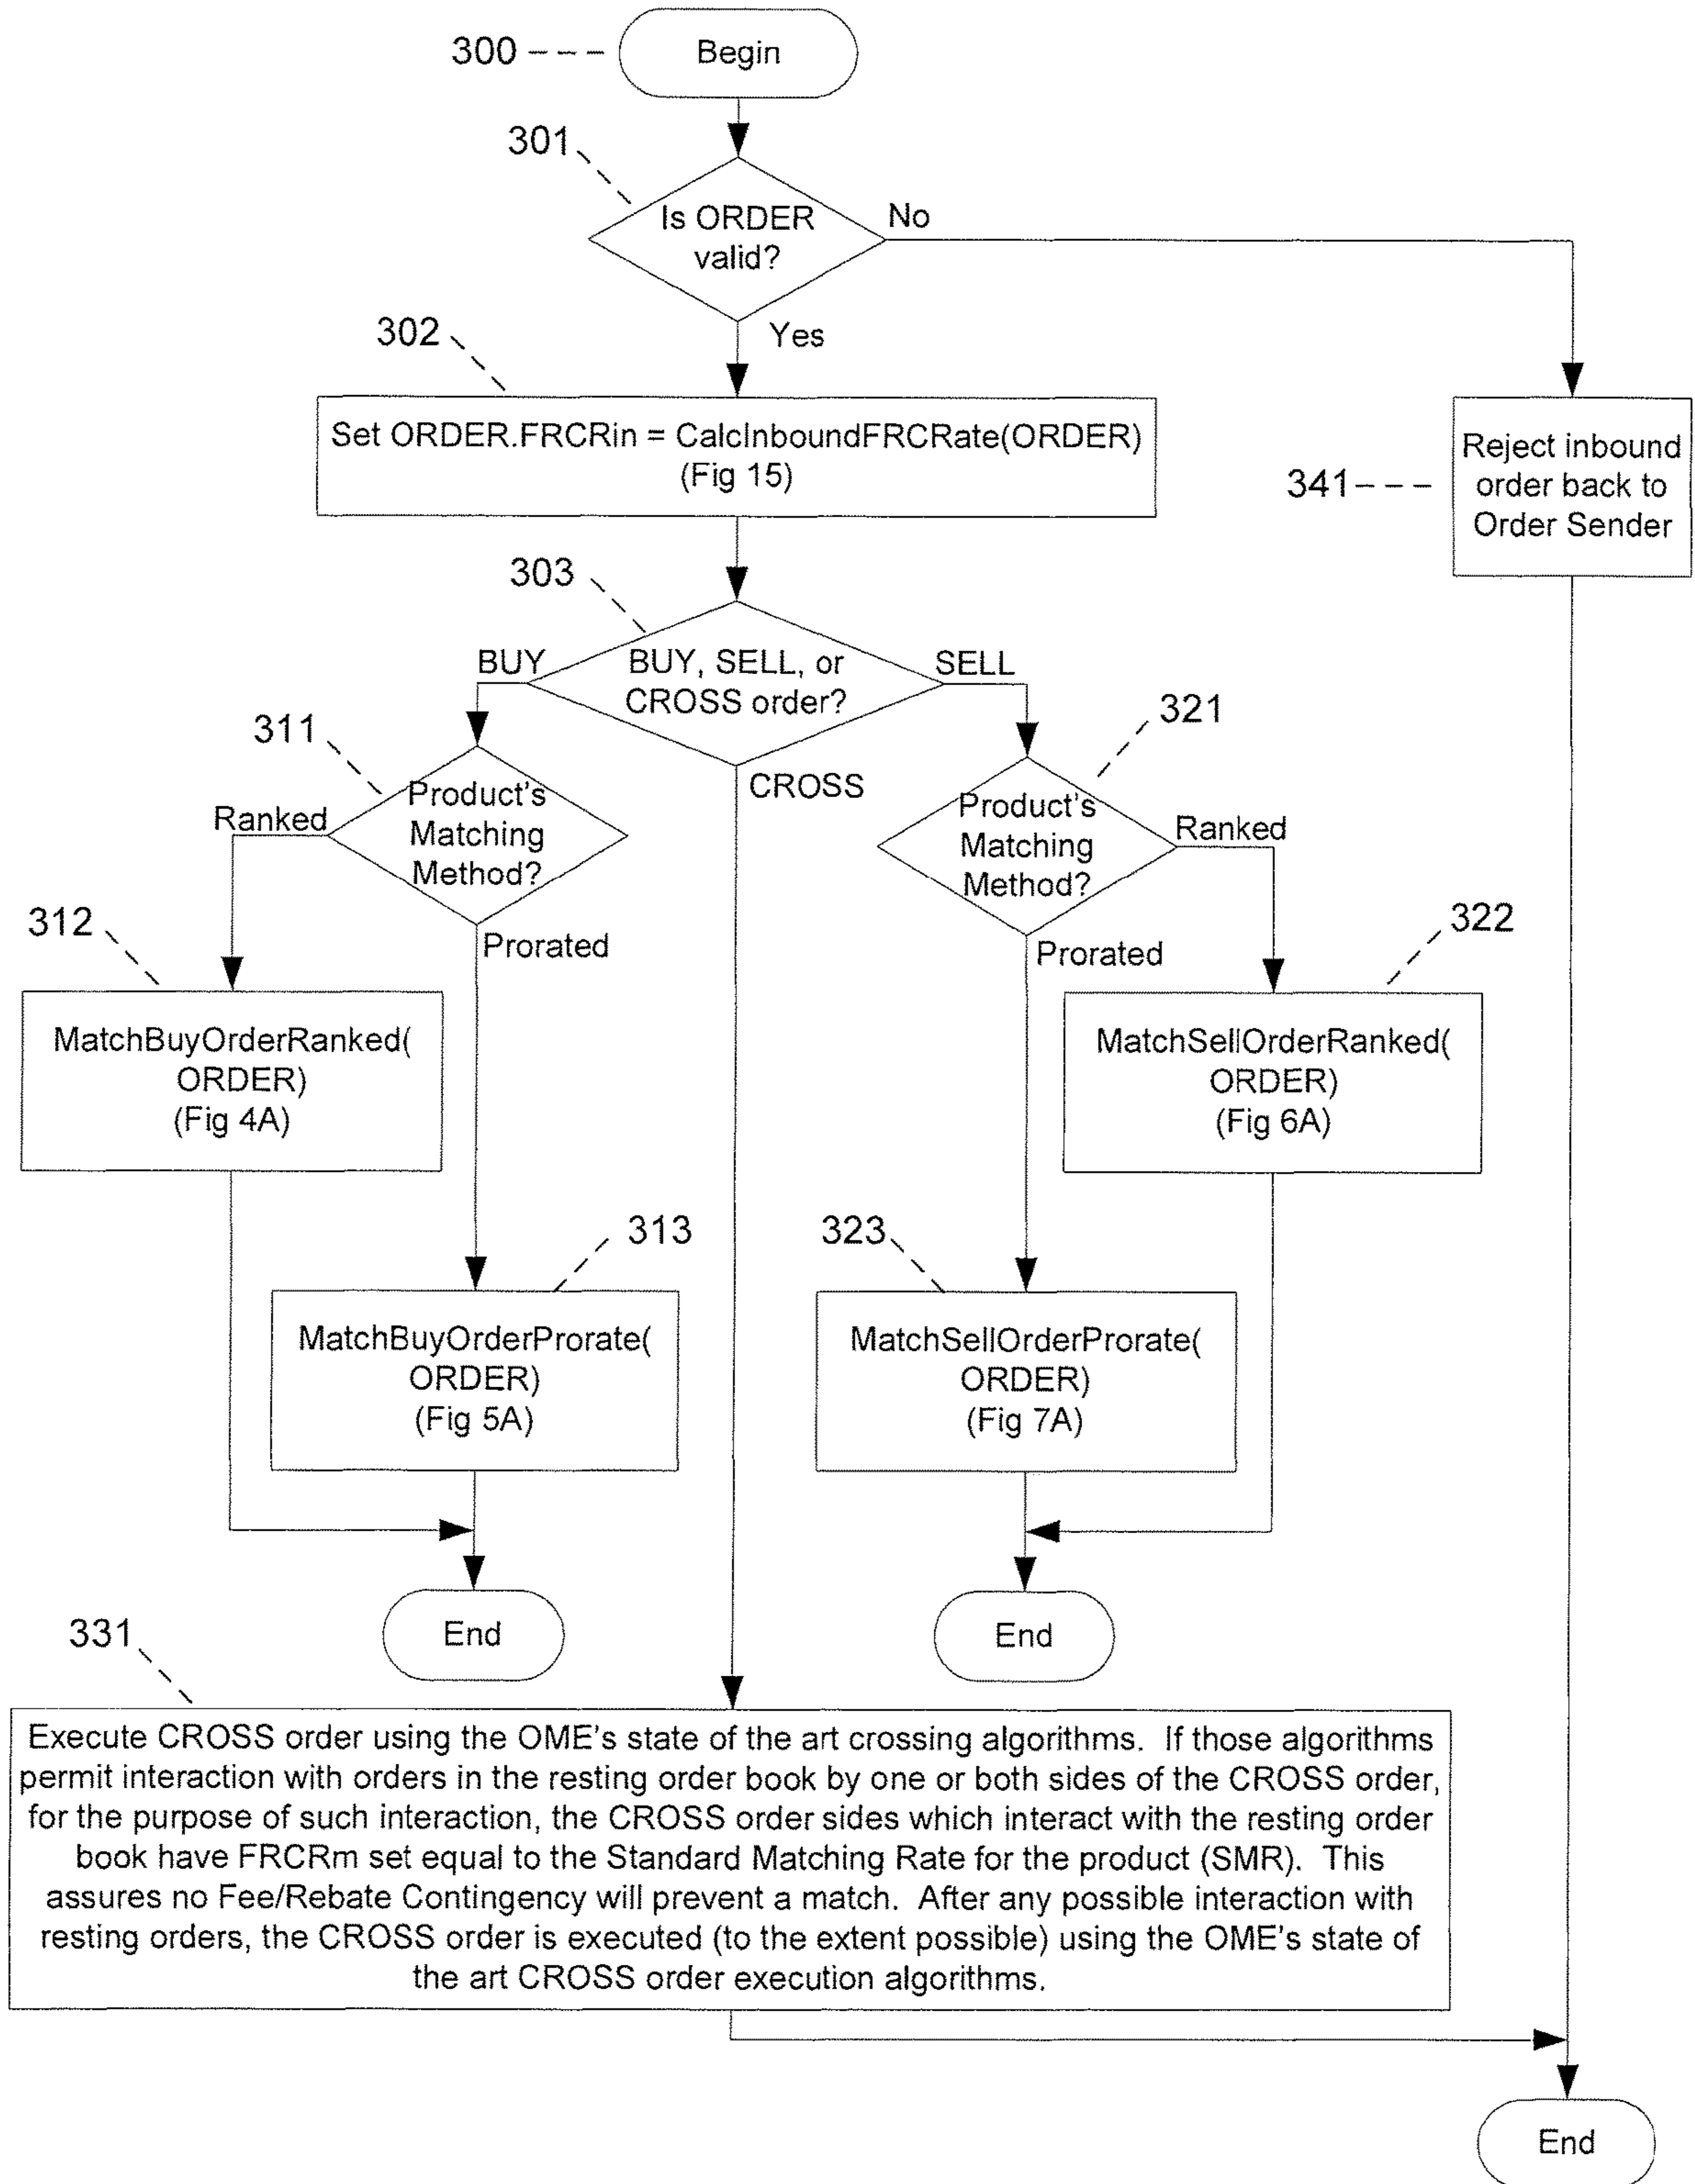 300
Begin
301
Is ORDER
valid?
No
Yes
302
Set ORDER.FRCRin = CalcInboundFRCRate(ORDER)
(Fig 15)
341
Reject inbound
order back to
Order Sender
303
BUY
BUY, SELL, or
CROSS order?
SELL
CROSS
311
Product's
Matching
Method?
Ranked
Prorated
321
Product's
Matching
Method?
Ranked
Prorated
312
MatchBuyOrderRanked(
ORDER)
(Fig 4A)
322
MatchSellOrderRanked(
ORDER)
(Fig 6A)
313
MatchBuyOrderProrate(
ORDER)
(Fig 5A)
323
MatchSellOrderProrate(
ORDER)
(Fig 7A)
End
End
331
Execute CROSS order using the OME's state of the art crossing algorithms. If those algorithms
permit interaction with orders in the resting order book by one or both sides of the CROSS order,
for the purpose of such interaction, the CROSS order sides which interact with the resting order
book have FRCRm set equal to the Standard Matching Rate for the product (SMR). This
assures no Fee/Rebate Contingency will prevent a match. After any possible interaction with
resting orders, the CROSS order is executed (to the extent possible) using the OME's state of
the art CROSS order execution algorithms.
End